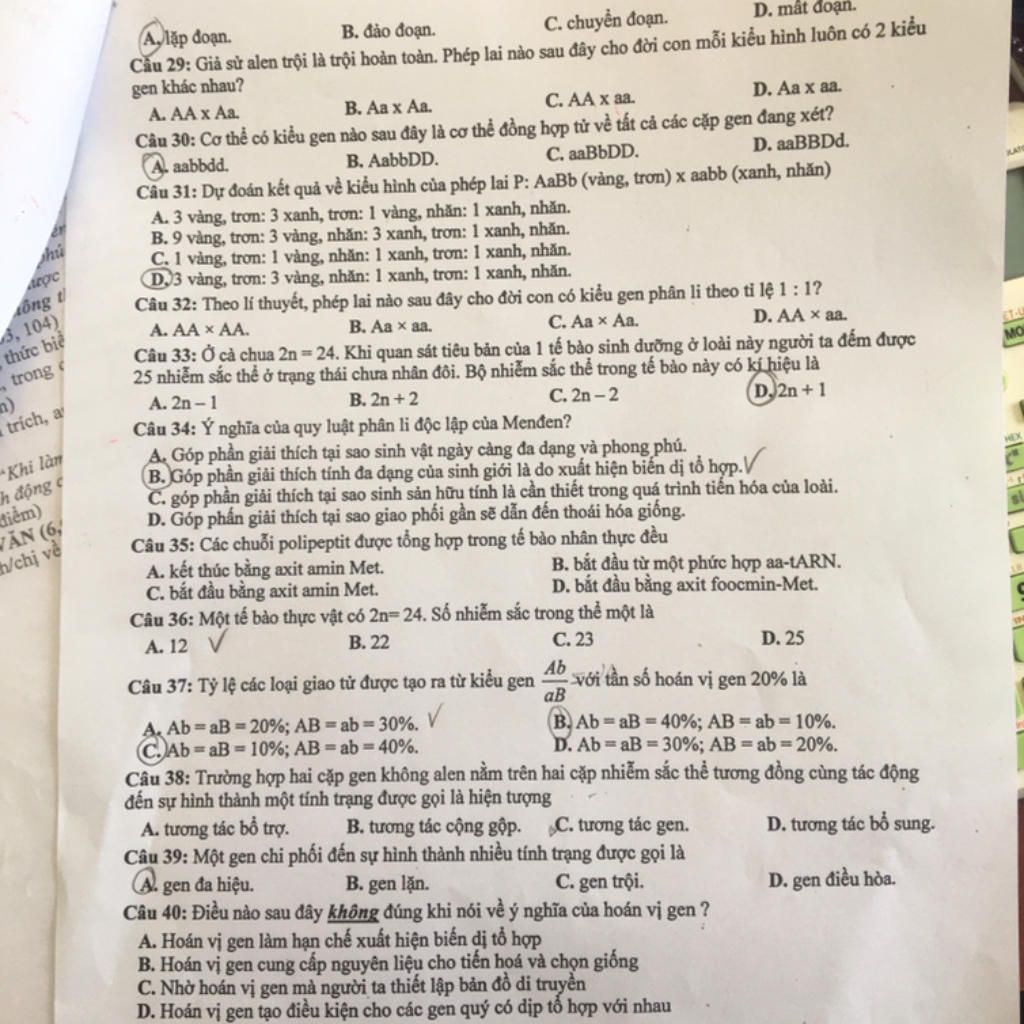 A. lặp đoạn. B. đảo đoạn. C. chuyển đoạn. D. mất đoạn.
Câu 29: Giả sử alen trội là trội hoàn toàn. Phép lai nào sau đây cho đời con mỗi kiểu hình luôn có 2 kiểu
gen khác nhau?
A. AA x Aa. B. Aa x Aa. C. AA x aa. D. Aa x aa.
Câu 30: Cơ thể có kiểu gen nào sau đây là cơ thể đồng hợp tử về tất cả các cặp gen đang xét?
A. aabbdd. B. AabbDD. C. aaBbDD. D. aaBBDd.
Câu 31: Dự đoán kết quả về kiểu hình của phép lai P: AaBb (vàng, trơn) x aabb (xanh, nhăn)
A. 3 vàng, trơn: 3 xanh, trơn: 1 vàng, nhăn: 1 xanh, nhăn.
B. 9 vàng, trơn: 3 vàng, nhăn: 3 xanh, trơn: 1 xanh, nhăn.
C. 1 vàng, trơn: 1 vàng, nhăn: 1 xanh, trơn: 1 xanh, nhăn.
D. 3 vàng, trơn: 3 vàng, nhăn: 1 xanh, trơn: 1 xanh, nhăn.
Câu 32: Theo lí thuyết, phép lai nào sau đây cho đời con có kiểu gen phân li theo tỉ lệ 1 : 1?
A. AA × AA. B. Aa × aa. C. Aa × Aa. D. AA × aa.
Câu 33: Ở cà chua 2n = 24. Khi quan sát tiêu bản của 1 tế bào sinh dưỡng ở loài này người ta đếm được
25 nhiễm sắc thể ở trạng thái chưa nhân đôi. Bộ nhiễm sắc thể trong tế bào này có kí hiệu là
A. 2n – 1 B. 2n + 2 C. 2n – 2 D. 2n + 1
Câu 34: Ý nghĩa của quy luật phân li độc lập của Menđen?
A. Góp phần giải thích tại sao sinh vật ngày càng đa dạng và phong phú.
B. Góp phần giải thích tính đa dạng của sinh giới là do xuất hiện biến dị tổ hợp.
C. góp phần giải thích tại sao sinh sản hữu tính là cần thiết trong quá trình tiến hóa của loài.
D. Góp phần giải thích tại sao giao phối gần sẽ dẫn đến thoái hóa giống.
Câu 35: Các chuỗi polipeptit được tổng hợp trong tế bào nhân thực đều
A. kết thúc bằng axit amin Met. B. bắt đầu từ một phức hợp aa-tARN.
C. bắt đầu bằng axit amin Met. D. bắt đầu bằng axit foocmin-Met.
Câu 36: Một tế bào thực vật có 2n= 24. Số nhiễm sắc trong thể một là
A. 12 B. 22 C. 23 D. 25
Câu 37: Tỷ lệ các loại giao tử được tạo ra từ kiểu gen Ab/aB với tần số hoán vị gen 20% là
A. Ab = aB = 20%; AB = ab = 30%. B. Ab = aB = 40%; AB = ab = 10%.
C. Ab = aB = 10%; AB = ab = 40%. D. Ab = aB = 30%; AB = ab = 20%.
Câu 38: Trường hợp hai cặp gen không alen nằm trên hai cặp nhiễm sắc thể tương đồng cùng tác động
đến sự hình thành một tính trạng được gọi là hiện tượng
A. tương tác bổ trợ. B. tương tác cộng gộp. C. tương tác gen. D. tương tác bổ sung.
Câu 39: Một gen chi phối đến sự hình thành nhiều tính trạng được gọi là
A. gen đa hiệu. B. gen lặn. C. gen trội. D. gen điều hòa.
Câu 40: Điều nào sau đây không đúng khi nói về ý nghĩa của hoán vị gen ?
A. Hoán vị gen làm hạn chế xuất hiện biến dị tổ hợp
B. Hoán vị gen cung cấp nguyên liệu cho tiến hoá và chọn giống
C. Nhờ hoán vị gen mà người ta thiết lập bản đồ di truyền
D. Hoán vị gen tạo điều kiện cho các gen quý có dịp tổ hợp với nhau
3, 104)
thức
, trong
trích,
"Khi làm
động
điểm)
VĂN (6,
h/chị về